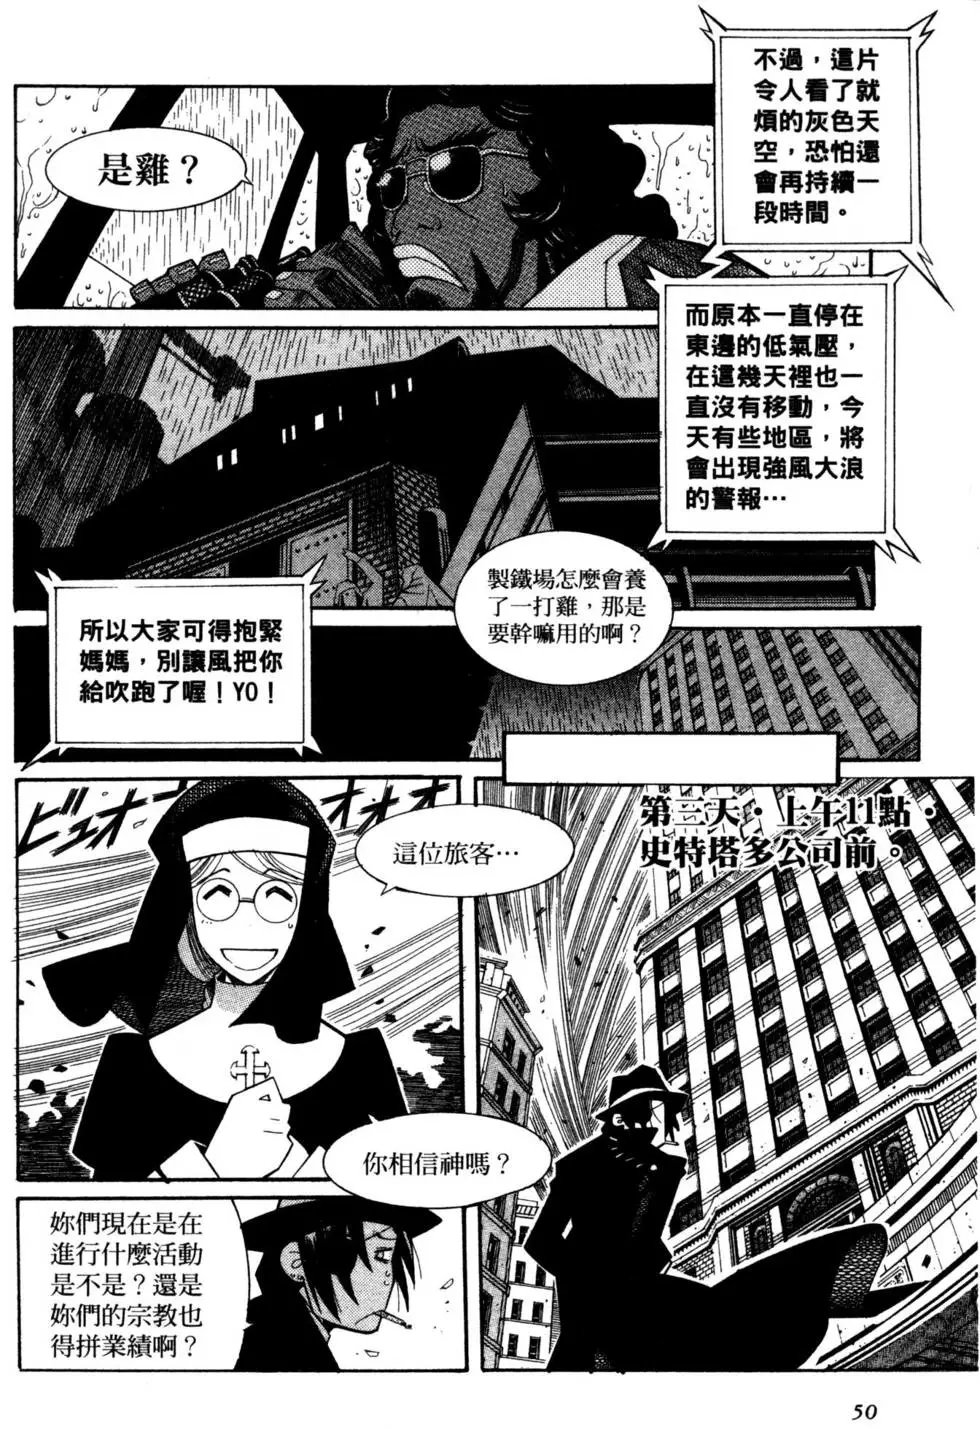 不過，這片
令人看了就
煩的灰色天
空，恐怕還
會再持續一
段時間。
是雞？
而原本一直停在
東邊的低氣壓，
在這幾天裡也一
直沒有移動，今
天有些地區，將
會出現強風大浪
的警報…
製鐵場怎麼會養
了一打雞，那是
要幹嘛用的啊？
所以大家可得抱緊
媽媽，別讓風把你
給吹跑了喔！YO！
第二天·上午11點·
史特塔多公司前。
ビュオオオオ
這位旅客…
你相信神嗎？
妳們現在是在
進行什麼活動
是不是？還是
妳們的宗教也
得拼業績啊？
50